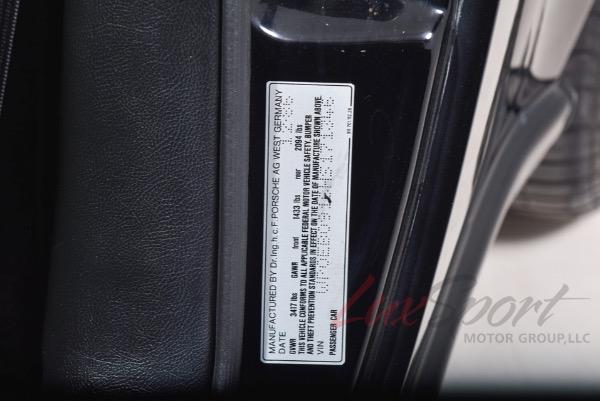 MANUFACTURED BY Dr.Ing.h.c.F.PORSCHE AG WEST GERMANY
DATE
GVWR 3417 lbs GAWR front 1433 lbs rear 2094 lbs
THIS VEHICLE CONFORMS TO ALL APPLICABLE FEDERAL MOTOR VEHICLE SAFETY, BUMPER
AND THEFT PREVENTION STANDARDS IN EFFECT ON THE DATE OF MANUFACTURE SHOWN ABOVE.
VIN
PASSENGER CAR
LuxSport
MOTOR GROUP,LLC